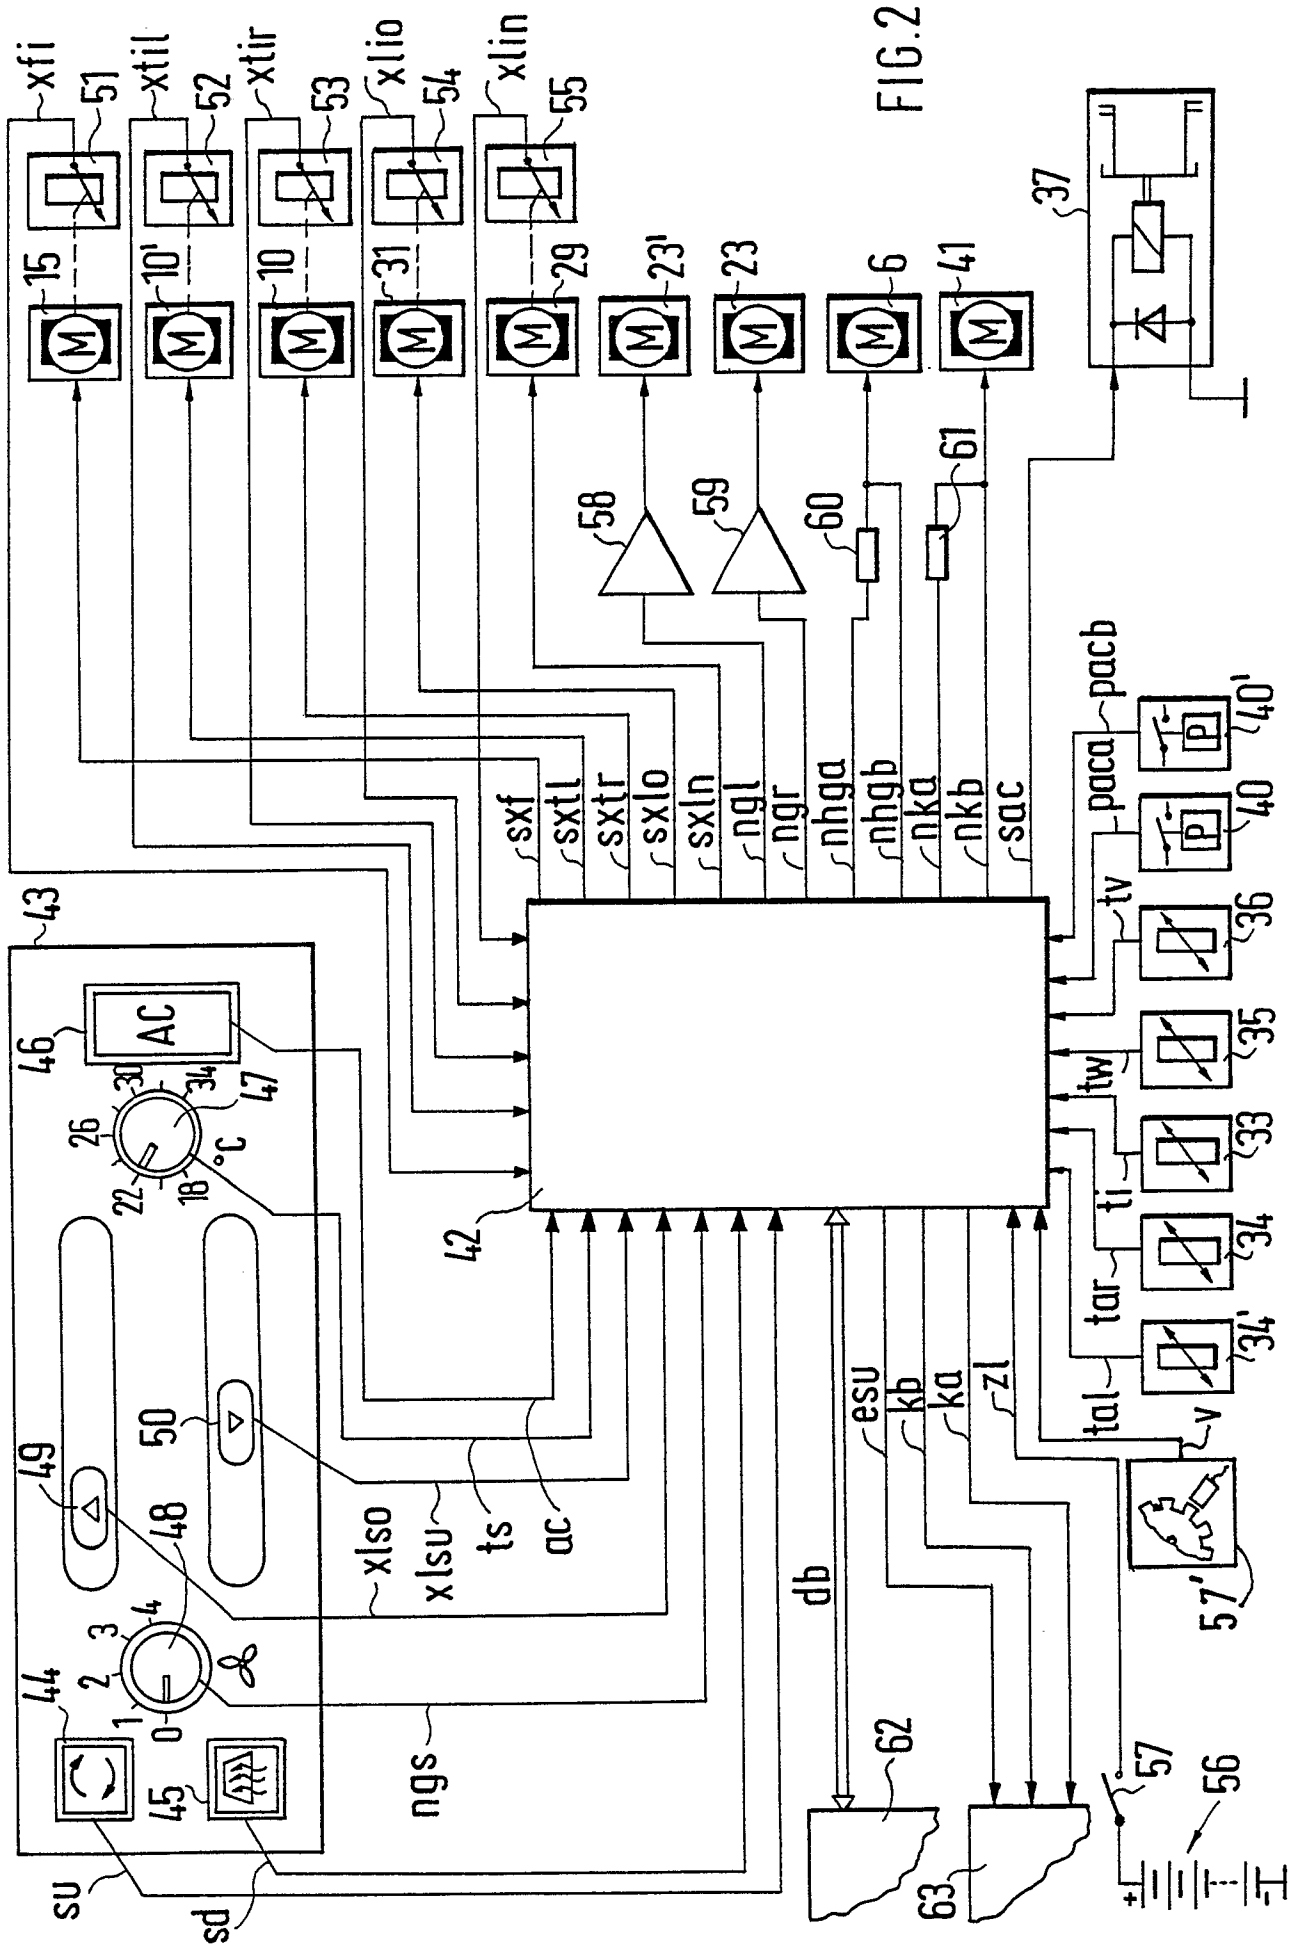 FIG.2
43
44
45
46
AC
47
48
49
50
0
1
2
3
4
18
22
26
30
34
°C
su
sd
ngs
xlso
xlsu
ts
ac
42
xfi
xtil
xtir
xlio
xlin
51
52
53
54
55
15
10'
10
31
29
23'
23
6
41
37
M
M
M
M
M
M
M
M
M
58
59
60
61
sxf
sxtl
sxtr
sxlo
sxln
ngl
ngr
nhga
nhgb
nka
nkb
sac
db
esu
kb
ka
zl
v
tal
tar
ti
tw
tv
paca
pacb
34'
34
33
35
36
40
40'
P
P
62
63
56
57
57'
+
-